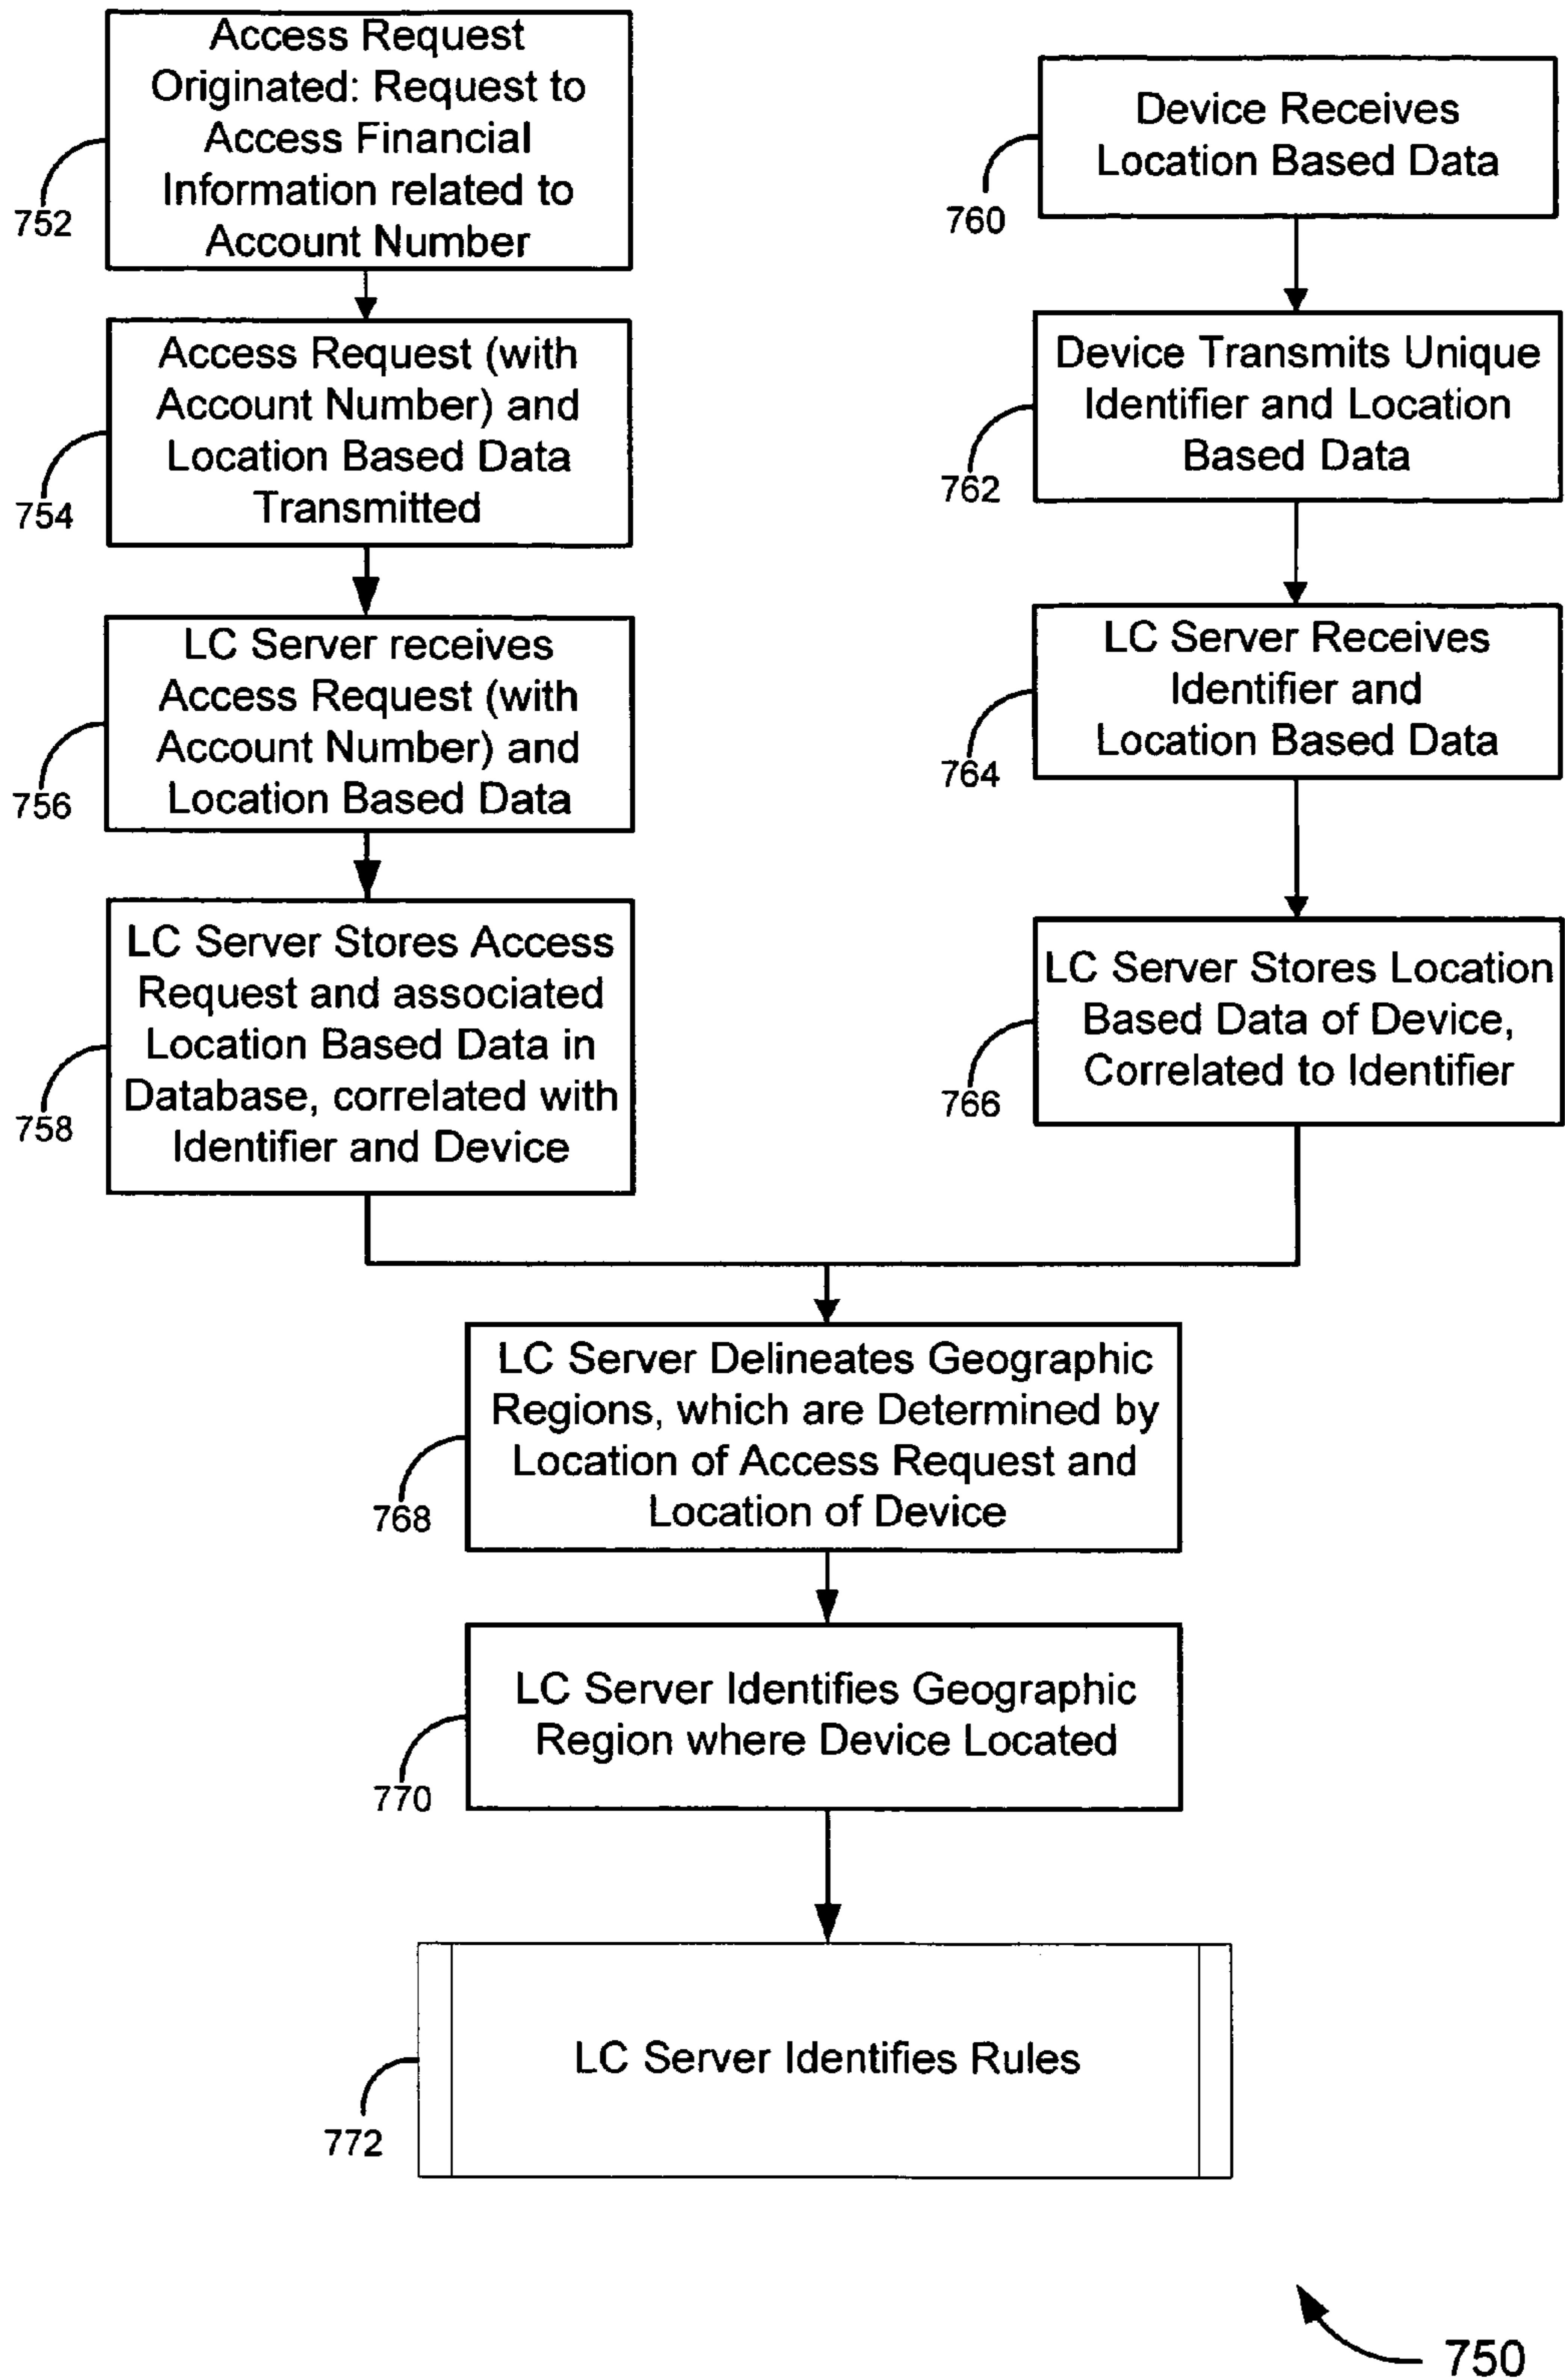 Access Request
Originated: Request to
Access Financial
Information related to
Account Number
752
Access Request (with
Account Number) and
Location Based Data
Transmitted
754
LC Server receives
Access Request (with
Account Number) and
Location Based Data
756
LC Server Stores Access
Request and associated
Location Based Data in
Database, correlated with
Identifier and Device
758
Device Receives
Location Based Data
760
Device Transmits Unique
Identifier and Location
Based Data
762
LC Server Receives
Identifier and
Location Based Data
764
LC Server Stores Location
Based Data of Device,
Correlated to Identifier
766
LC Server Delineates Geographic
Regions, which are Determined by
Location of Access Request and
Location of Device
768
LC Server Identifies Geographic
Region where Device Located
770
LC Server Identifies Rules
772
750